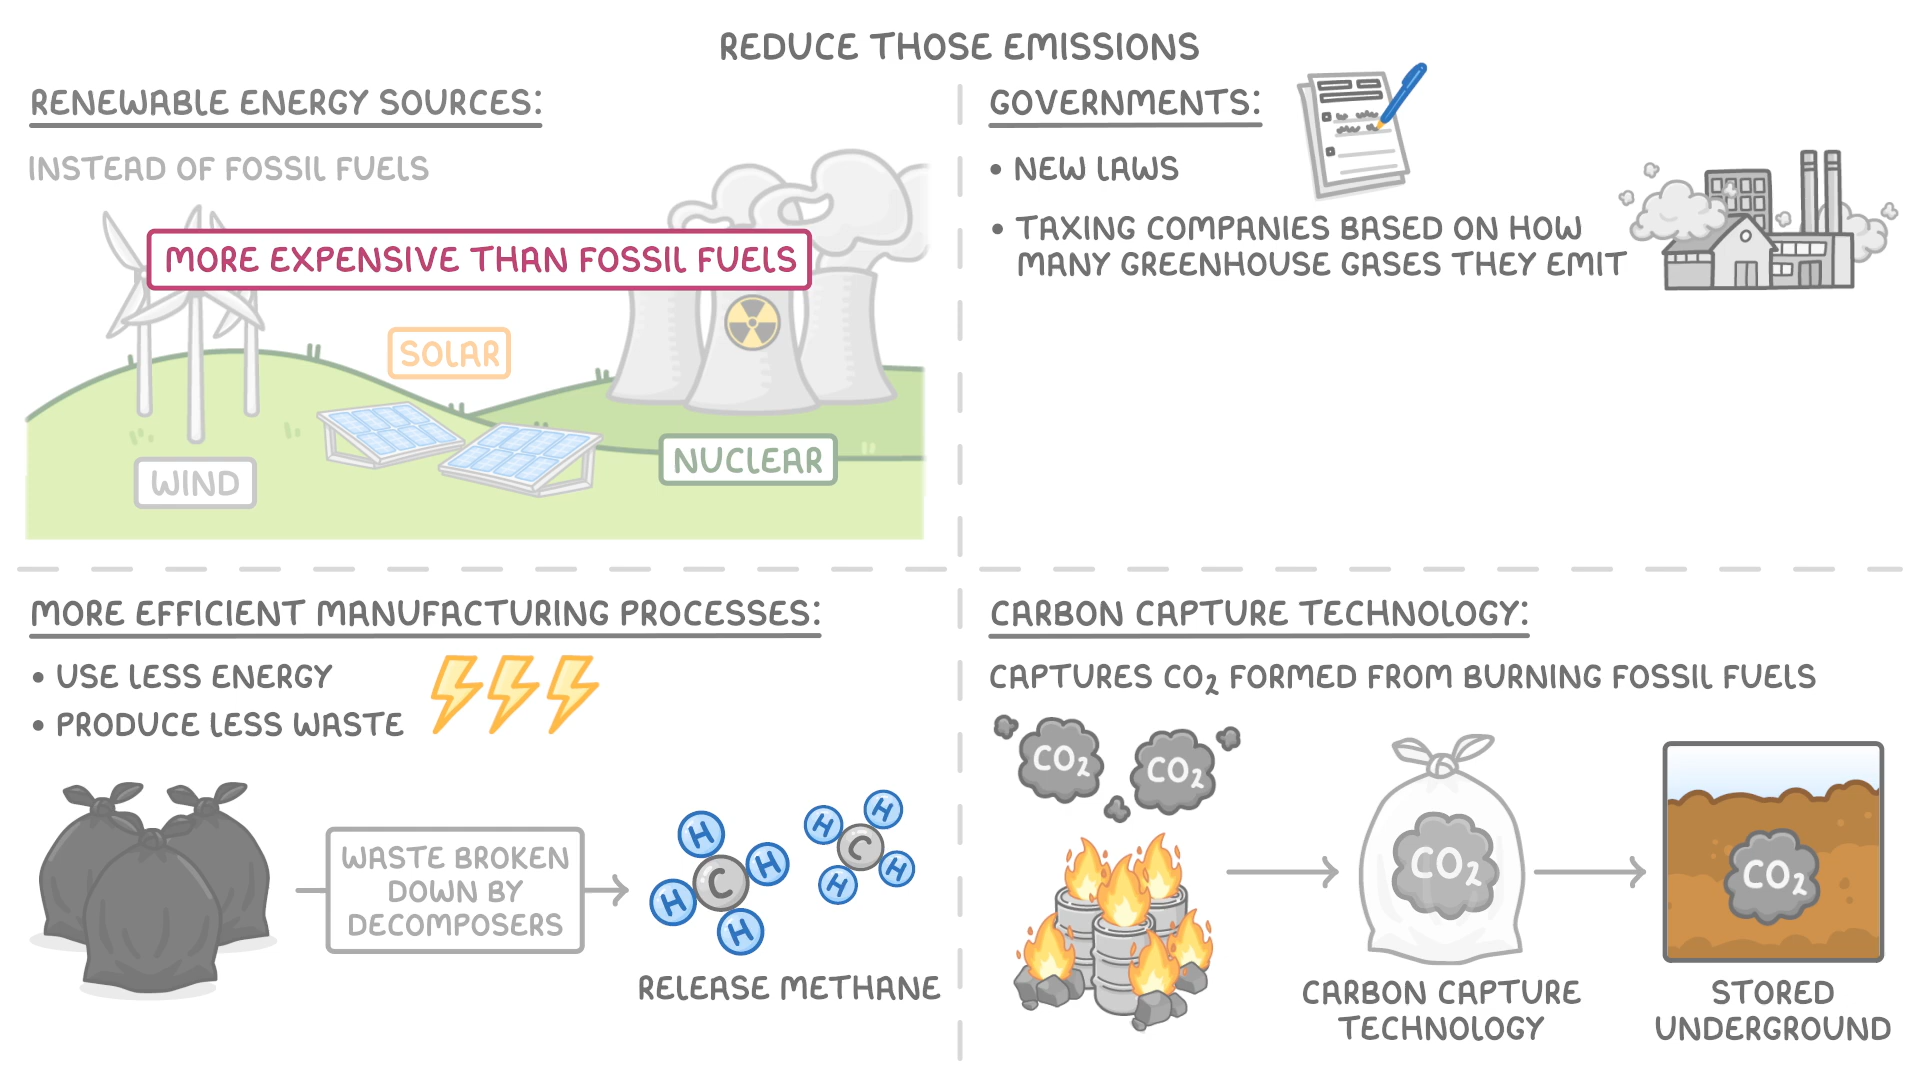 REDUCE THOSE EMISSIONS
RENEWABLE ENERGY SOURCES:
INSTEAD OF FOSSIL FUELS
MORE EXPENSIVE THAN FOSSIL FUELS
SOLAR
WIND
NUCLEAR
GOVERNMENTS:
• NEW LAWS
• TAXING COMPANIES BASED ON HOW
MANY GREENHOUSE GASES THEY EMIT
MORE EFFICIENT MANUFACTURING PROCESSES:
• USE LESS ENERGY
• PRODUCE LESS WASTE
WASTE BROKEN
DOWN BY
DECOMPOSERS
H
H
C
H
H
H
H
C
H
H
RELEASE METHANE
CARBON CAPTURE TECHNOLOGY:
CAPTURES CO₂ FORMED FROM BURNING FOSSIL FUELS
CO₂
CO₂
CO₂
CO₂
CARBON CAPTURE
TECHNOLOGY
STORED
UNDERGROUND